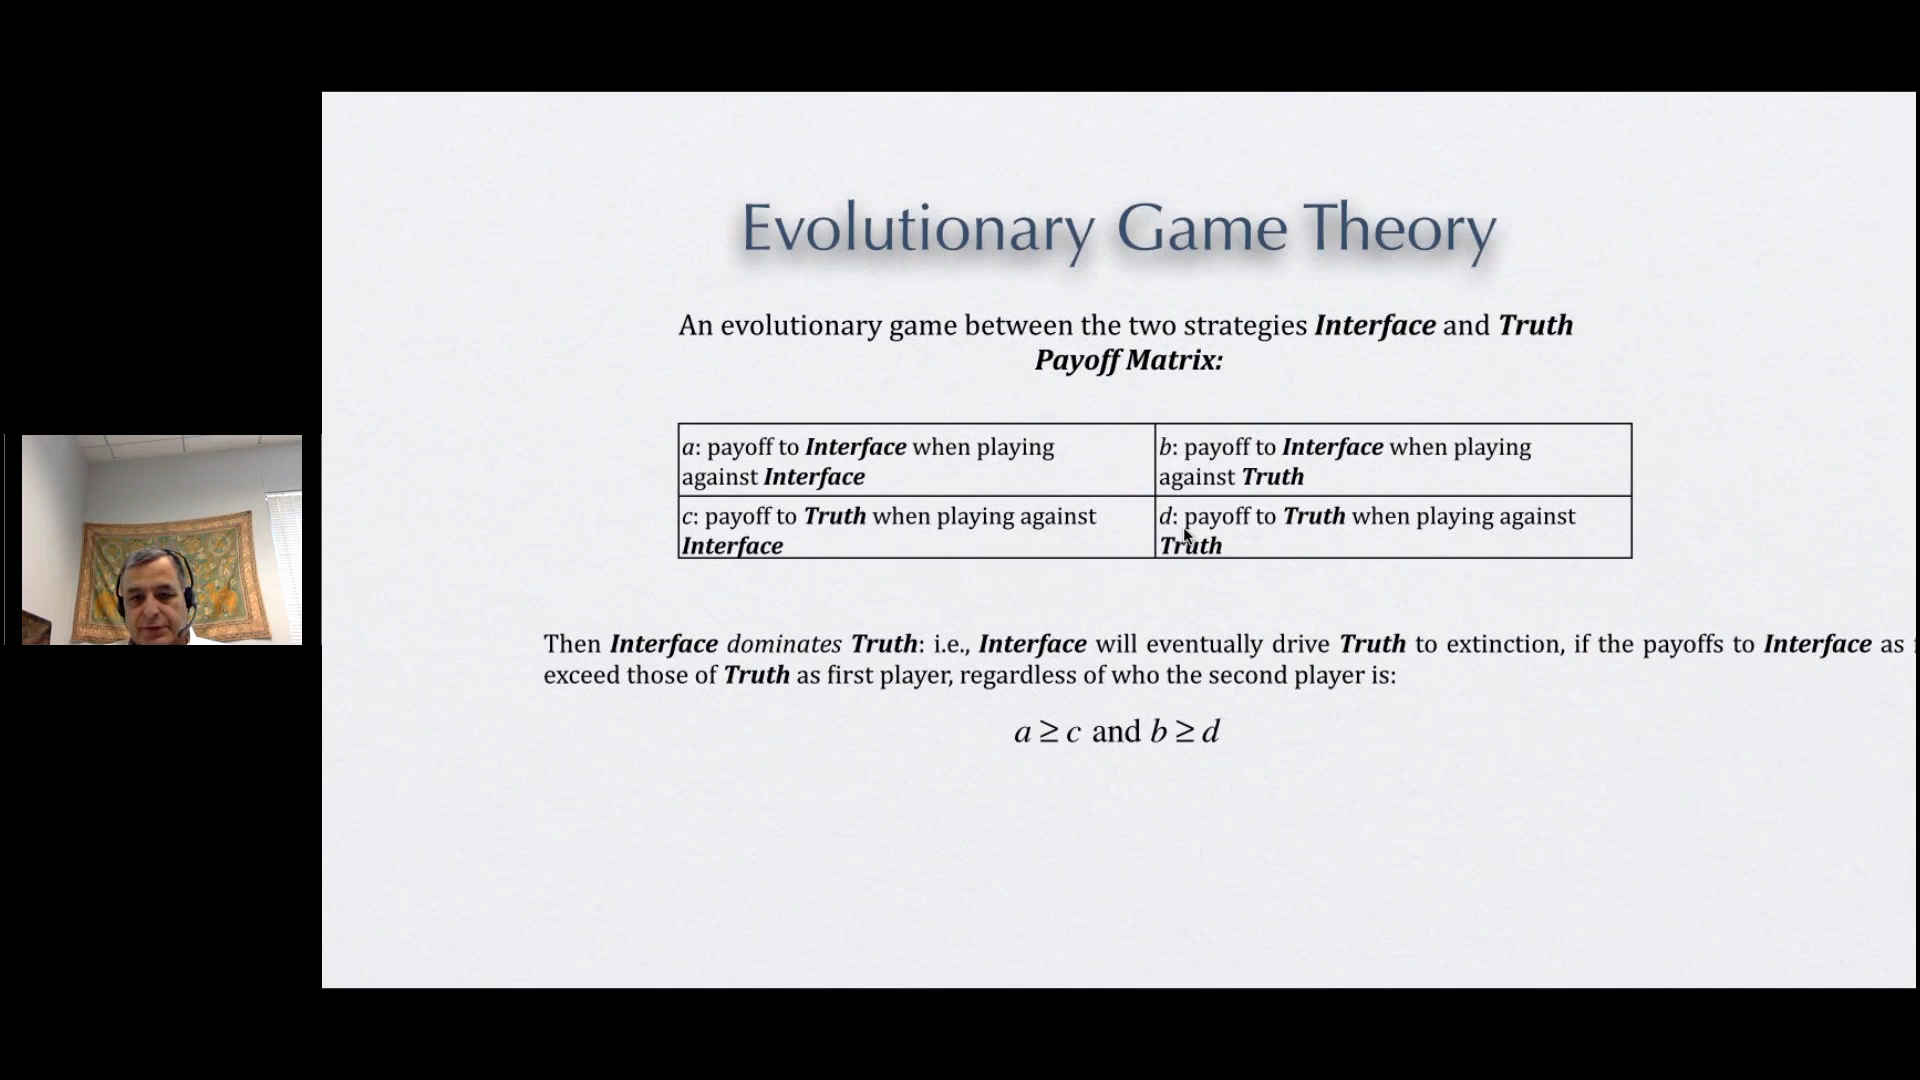 Evolutionary Game Theory
An evolutionary game between the two strategies Interface and Truth
Payoff Matrix:
a: payoff to Interface when playing
against Interface
b: payoff to Interface when playing
against Truth
c: payoff to Truth when playing against
Interface
d: payoff to Truth when playing against
Truth
Then Interface dominates Truth: i.e., Interface will eventually drive Truth to extinction, if the payoffs to Interface as
exceed those of Truth as first player, regardless of who the second player is:
a ≥ c and b ≥ d